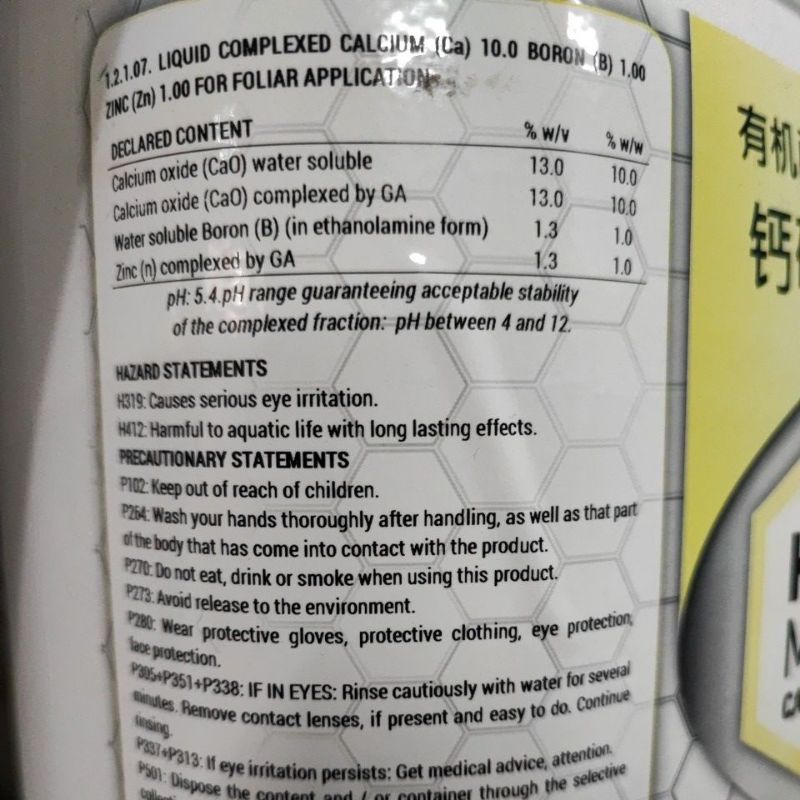 1.2.1.07. LIQUID COMPLEXED CALCIUM (Ca) 10.0 BORON (B) 1.00
ZINC (Zn) 1.00 FOR FOLIAR APPLICATION
DECLARED CONTENT % w/v % w/w
Calcium oxide (CaO) water soluble 13.0 10.0
Calcium oxide (CaO) complexed by GA 13.0 10.0
Water soluble Boron (B) (in ethanolamine form) 1.3 1.0
Zinc (n) complexed by GA 1.3 1.0
pH: 5.4.pH range guaranteeing acceptable stability
of the complexed fraction: pH between 4 and 12.
HAZARD STATEMENTS
H319: Causes serious eye irritation.
H412: Harmful to aquatic life with long lasting effects.
PRECAUTIONARY STATEMENTS
P102: Keep out of reach of children.
P264: Wash your hands thoroughly after handling, as well as that part
of the body that has come into contact with the product.
P270: Do not eat, drink or smoke when using this product.
P273: Avoid release to the environment.
P280: Wear protective gloves, protective clothing, eye protection,
face protection.
P305+P351+P338: IF IN EYES: Rinse cautiously with water for several
minutes. Remove contact lenses, if present and easy to do. Continue
rinsing.
P337+P313: If eye irritation persists: Get medical advice, attention.
P501: Dispose the content and / or container through the selective
有机
钙